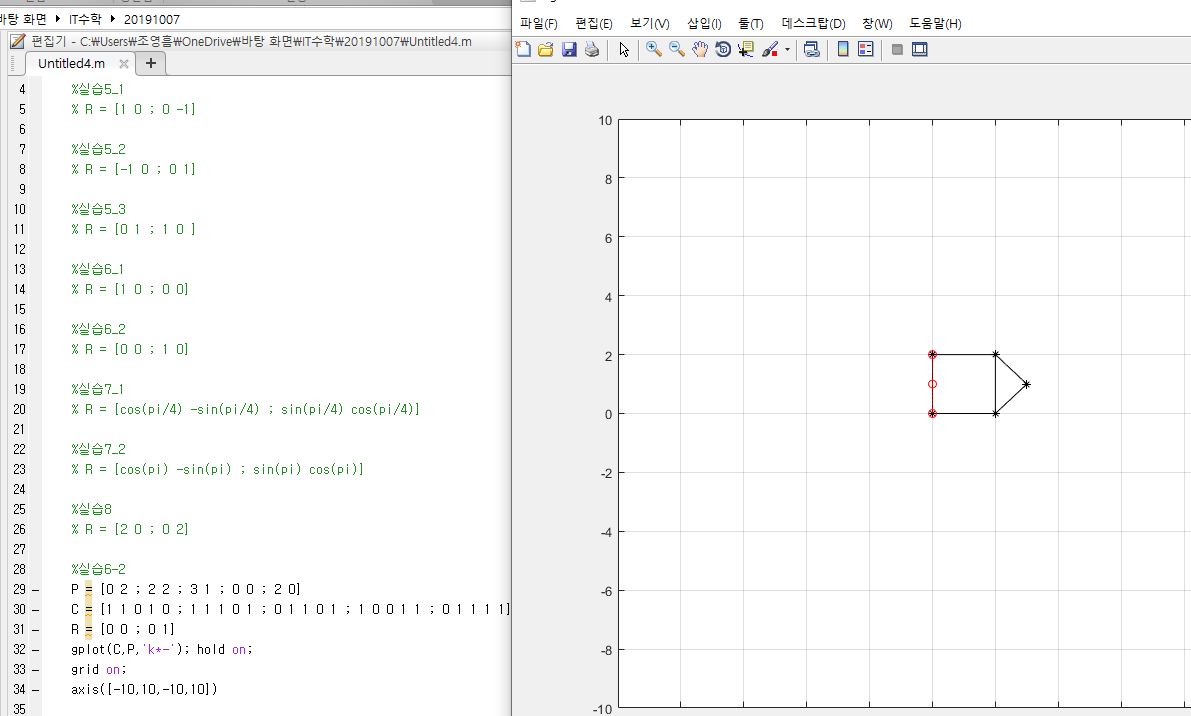 바탕 화면 ▶ IT수학 ▶ 20191007
편집기 - C:₩Users₩조영흠₩OneDrive₩바탕 화면₩IT수학₩20191007₩Untitled4.m
Untitled4.m × +
4 %실습5_1
5 % R = [1 0 ; 0 -1]
6
7 %실습5_2
8 % R = [-1 0 ; 0 1]
9
10 %실습5_3
11 % R = [0 1 ; 1 0 ]
12
13 %실습6_1
14 % R = [1 0 ; 0 0]
15
16 %실습6_2
17 % R = [0 0 ; 1 0]
18
19 %실습7_1
20 % R = [cos(pi/4) -sin(pi/4) ; sin(pi/4) cos(pi/4)]
21
22 %실습7_2
23 % R = [cos(pi) -sin(pi) ; sin(pi) cos(pi)]
24
25 %실습8
26 % R = [2 0 ; 0 2]
27
28 %실습6-2
29 – P = [0 2 ; 2 2 ; 3 1 ; 0 0 ; 2 0]
30 – C = [1 1 0 1 0 ; 1 1 1 0 1 ; 0 1 1 0 1 ; 1 0 0 1 1 ; 0 1 1 1 1]
31 – R = [0 0 ; 0 1]
32 – gplot(C,P,'k*-'); hold on;
33 – grid on;
34 – axis([-10,10,-10,10])
35
파일(F) 편집(E) 보기(V) 삽입(I) 툴(T) 데스크탑(D) 창(W) 도움말(H)
10
8
6
4
2
0
-2
-4
-6
-8
-10